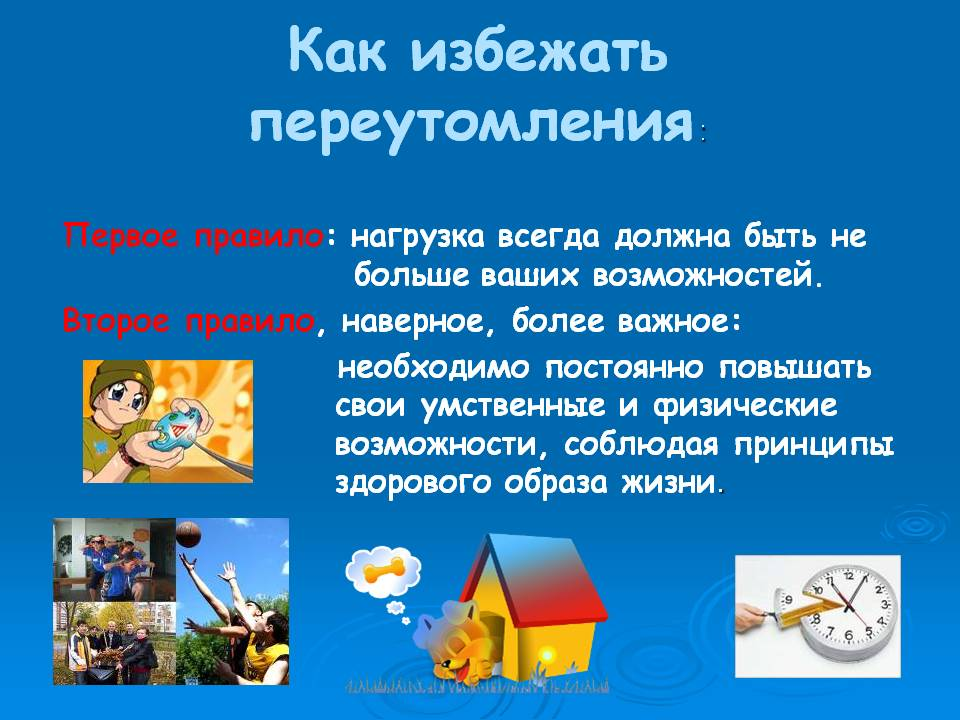 Как избежать
переутомления:
Первое правило: нагрузка всегда должна быть не
больше ваших возможностей.
Второе правило, наверное, более важное:
необходимо постоянно повышать
свои умственные и физические
возможности, соблюдая принципы
здорового образа жизни.